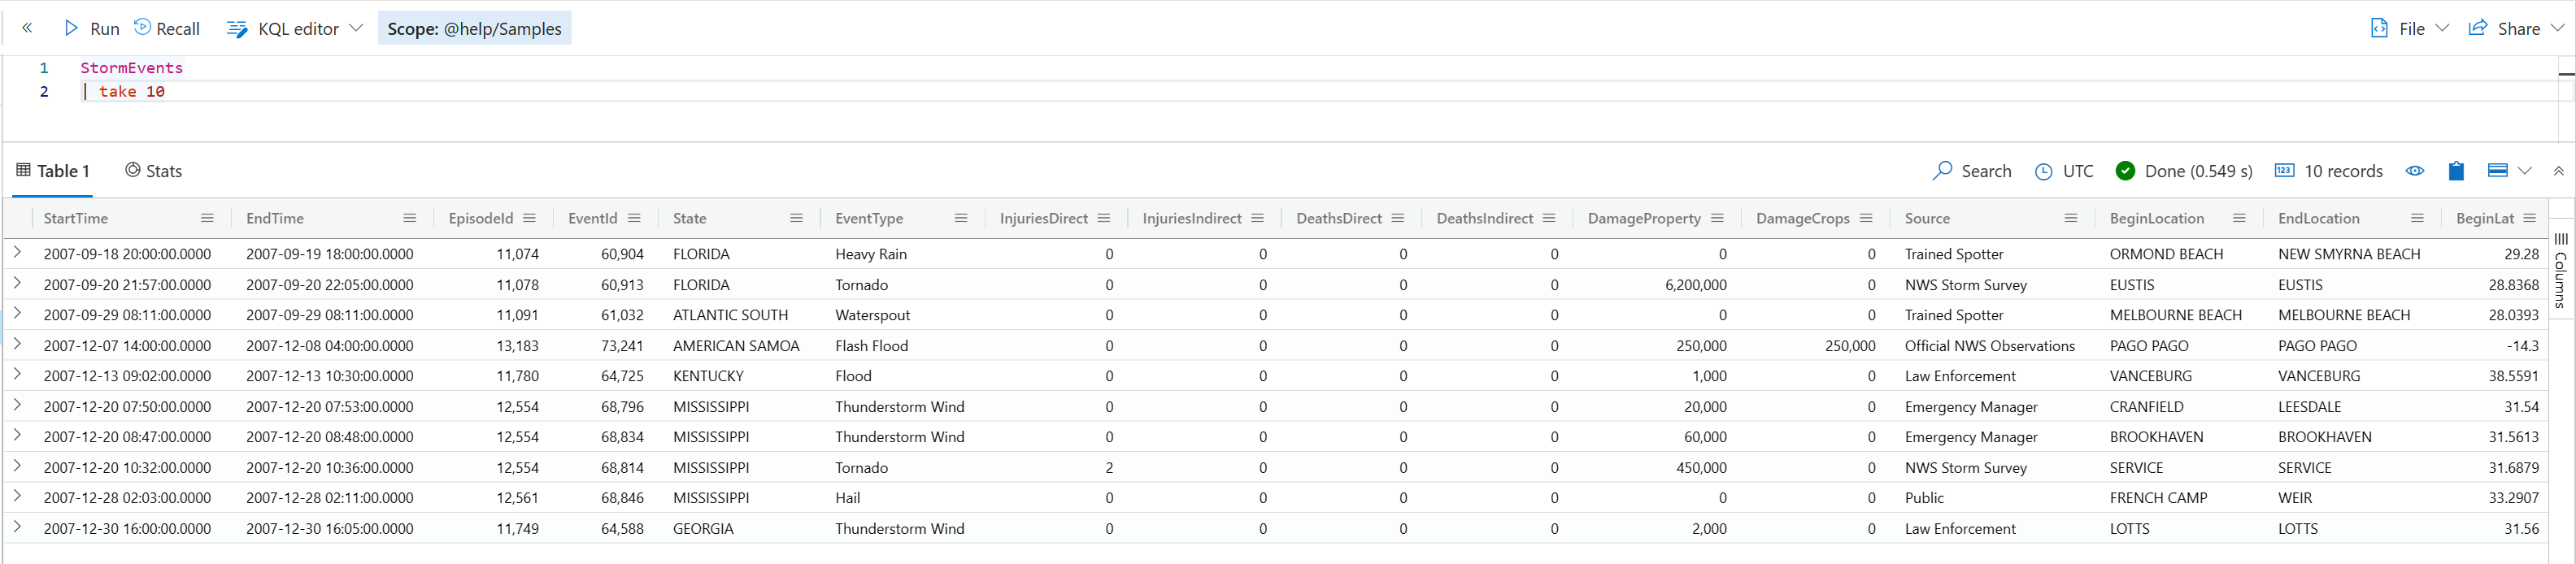 « Run Recall KQL editor Scope: @help/Samples File Share
1 StormEvents
2 | take 10
Table 1 Stats Search UTC Done (0.549 s) 123 10 records
StartTime EndTime EpisodeId EventId State EventType InjuriesDirect InjuriesIndirect DeathsDirect DeathsIndirect DamageProperty DamageCrops Source BeginLocation EndLocation BeginLat
2007-09-18 20:00:00.0000 2007-09-19 18:00:00.0000 11,074 60,904 FLORIDA Heavy Rain 0 0 0 0 0 0 Trained Spotter ORMOND BEACH NEW SMYRNA BEACH 29.28
2007-09-20 21:57:00.0000 2007-09-20 22:05:00.0000 11,078 60,913 FLORIDA Tornado 0 0 0 0 6,200,000 0 NWS Storm Survey EUSTIS EUSTIS 28.8368
2007-09-29 08:11:00.0000 2007-09-29 08:11:00.0000 11,091 61,032 ATLANTIC SOUTH Waterspout 0 0 0 0 0 0 Trained Spotter MELBOURNE BEACH MELBOURNE BEACH 28.0393
2007-12-07 14:00:00.0000 2007-12-08 04:00:00.0000 13,183 73,241 AMERICAN SAMOA Flash Flood 0 0 0 0 250,000 250,000 Official NWS Observations PAGO PAGO PAGO PAGO -14.3
2007-12-13 09:02:00.0000 2007-12-13 10:30:00.0000 11,780 64,725 KENTUCKY Flood 0 0 0 0 1,000 0 Law Enforcement VANCEBURG VANCEBURG 38.5591
2007-12-20 07:50:00.0000 2007-12-20 07:53:00.0000 12,554 68,796 MISSISSIPPI Thunderstorm Wind 0 0 0 0 20,000 0 Emergency Manager CRANFIELD LEESDALE 31.54
2007-12-20 08:47:00.0000 2007-12-20 08:48:00.0000 12,554 68,834 MISSISSIPPI Thunderstorm Wind 0 0 0 0 60,000 0 Emergency Manager BROOKHAVEN BROOKHAVEN 31.5613
2007-12-20 10:32:00.0000 2007-12-20 10:36:00.0000 12,554 68,814 MISSISSIPPI Tornado 2 0 0 0 450,000 0 NWS Storm Survey SERVICE SERVICE 31.6879
2007-12-28 02:03:00.0000 2007-12-28 02:11:00.0000 12,561 68,846 MISSISSIPPI Hail 0 0 0 0 0 0 Public FRENCH CAMP WEIR 33.2907
2007-12-30 16:00:00.0000 2007-12-30 16:05:00.0000 11,749 64,588 GEORGIA Thunderstorm Wind 0 0 0 0 2,000 0 Law Enforcement LOTTS LOTTS 31.56
Columns